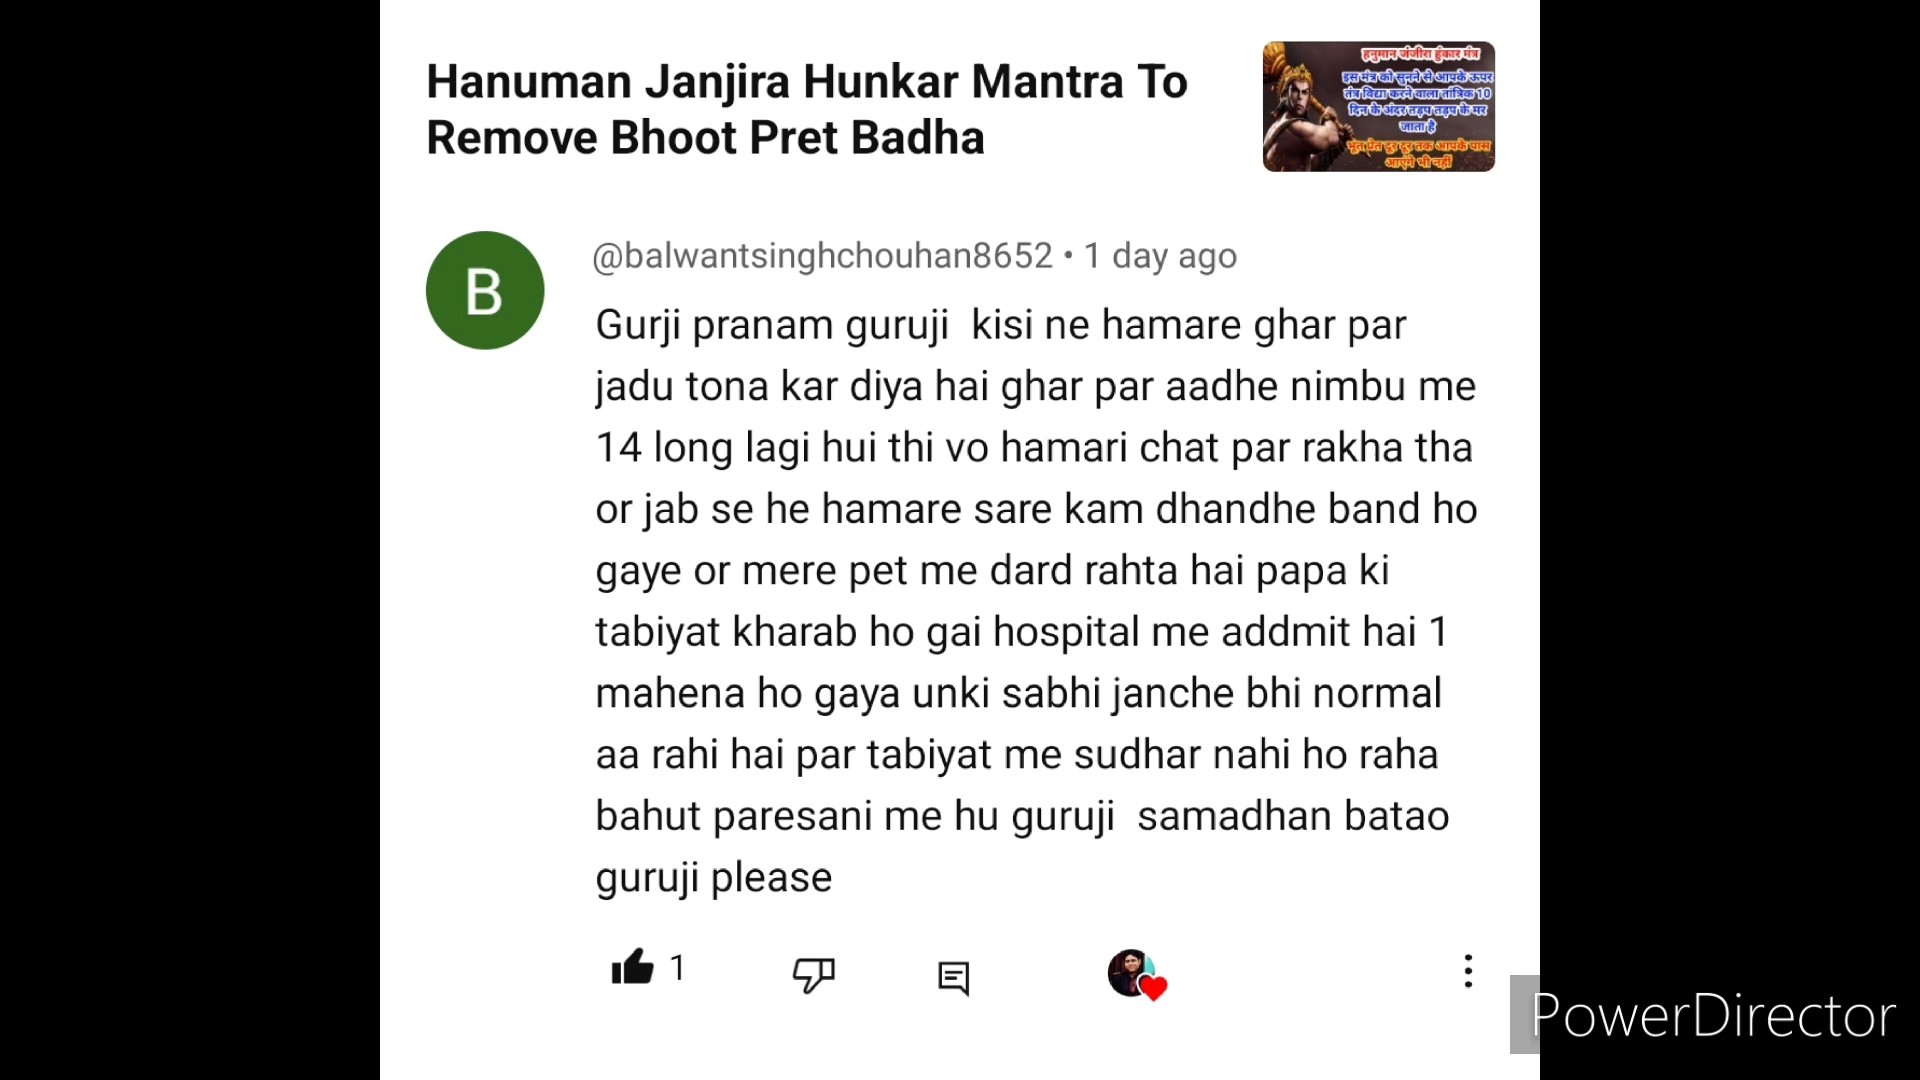 Hanuman Janjira Hunkar Mantra To
Remove Bhoot Pret Badha
हनुमान जंजीरा हुंकार मंत्र
इस मंत्र को सुनने से आपके ऊपर
तंत्र विद्या करने वाला तांत्रिक 10
दिन के अंदर तड़प तड़प के मर
जाता है
भूत प्रेत दूर दूर तक आपके पास
आएंगे भी नहीं
B
@balwantsinghchouhan8652 • 1 day ago
Gurji pranam guruji  kisi ne hamare ghar par
jadu tona kar diya hai ghar par aadhe nimbu me
14 long lagi hui thi vo hamari chat par rakha tha
or jab se he hamare sare kam dhandhe band ho
gaye or mere pet me dard rahta hai papa ki
tabiyat kharab ho gai hospital me addmit hai 1
mahena ho gaya unki sabhi janche bhi normal
aa rahi hai par tabiyat me sudhar nahi ho raha
bahut paresani me hu guruji  samadhan batao
guruji please
1
PowerDirector